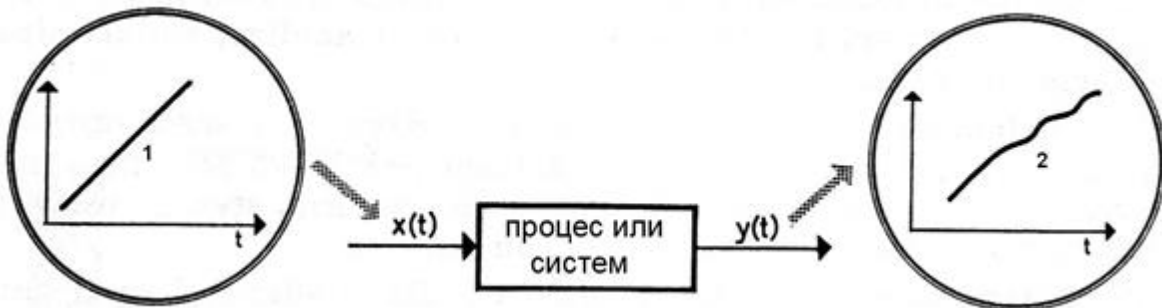 1
t
x(t)
процес или
систем
y(t)
2
t